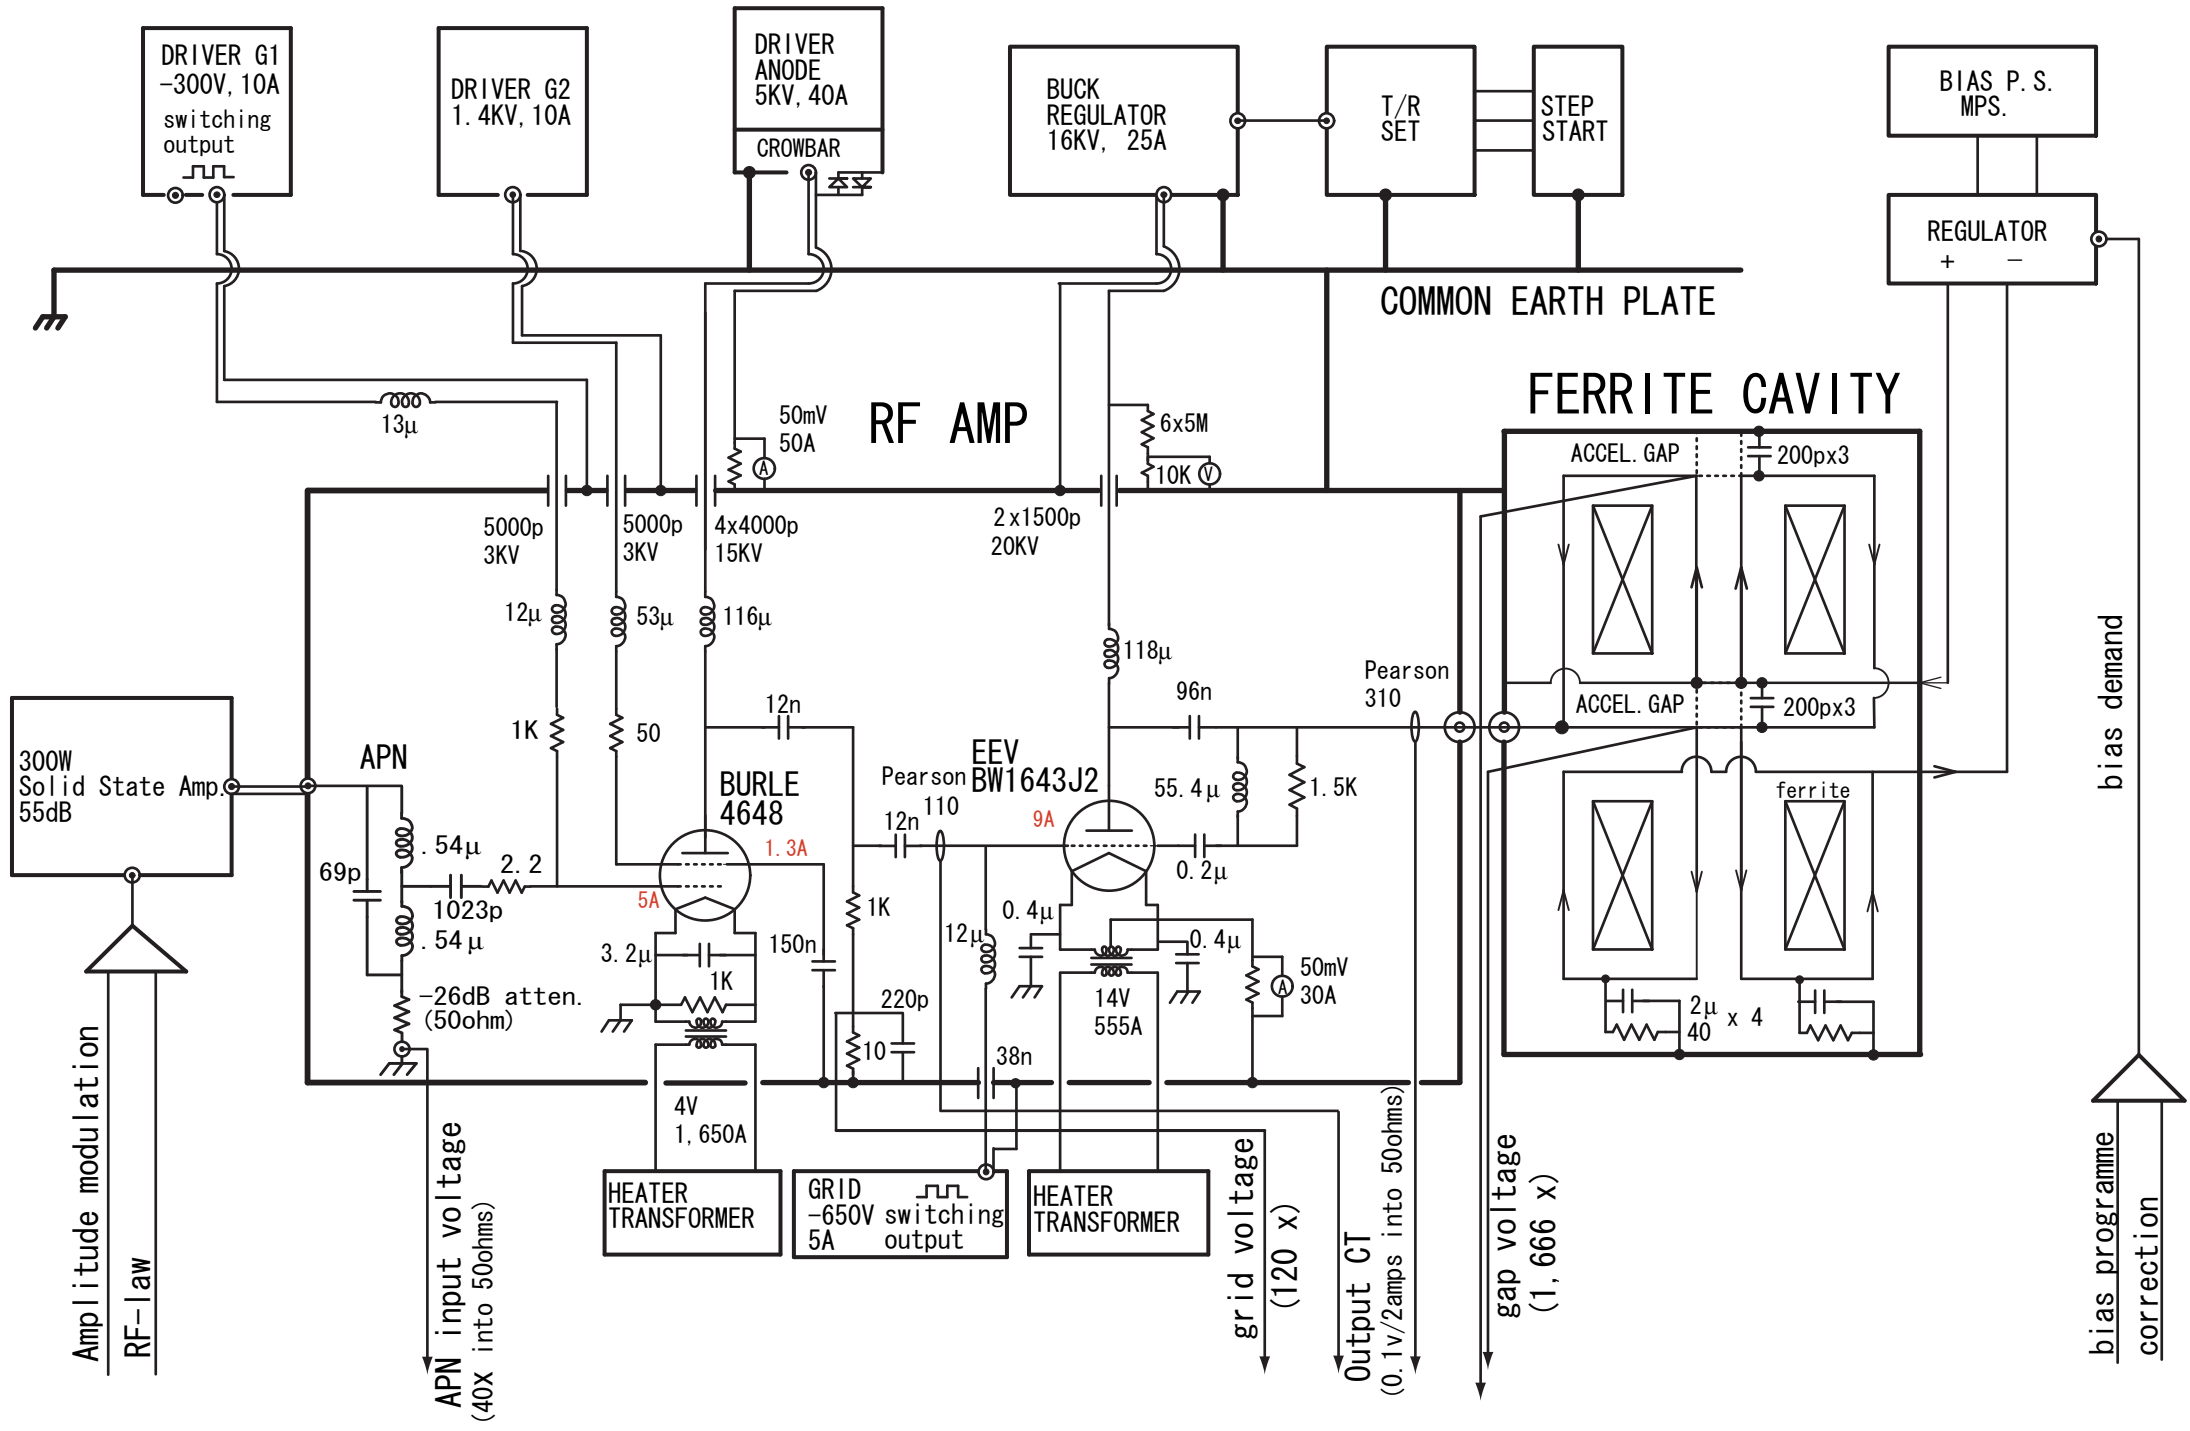 DRIVER G1
-300V, 10A
switching
output
DRIVER G2
1.4KV, 10A
DRIVER
ANODE
5KV, 40A
CROWBAR
BUCK
REGULATOR
16KV, 25A
T/R
SET
STEP
START
BIAS P.S.
MPS.
REGULATOR
+ -
COMMON EARTH PLATE
bias demand
13μ
RF AMP
50mV
50A
A
6x5M
10K
V
FERRITE CAVITY
ACCEL.GAP
200px3
5000p
3KV
5000p
3KV
4x4000p
15KV
2x1500p
20KV
12μ
53μ
116μ
118μ
Pearson
310
ACCEL.GAP
200px3
1K
50
12n
96n
300W
Solid State Amp.
55dB
APN
BURLE
4648
Pearson
110
EEV
BW1643J2
55.4μ
1.5K
ferrite
.54μ
69p
2.2
1.3A
12n
9A
0.2μ
1023p
5A
.54μ
1K
0.4μ
12μ
0.4μ
3.2μ
1K
150n
50mV
30A
A
-26dB atten.
(50ohm)
220p
14V
555A
2μ
40
x 4
10
38n
4V
1,650A
HEATER
TRANSFORMER
GRID
-650V
5A
switching
output
HEATER
TRANSFORMER
Amplitude modulation
RF-law
APN input voltage
(40X into 50ohms)
grid voltage
(120 x)
Output CT
(0.1v/2amps into 50ohms)
gap voltage
(1,666 x)
bias programme
correction